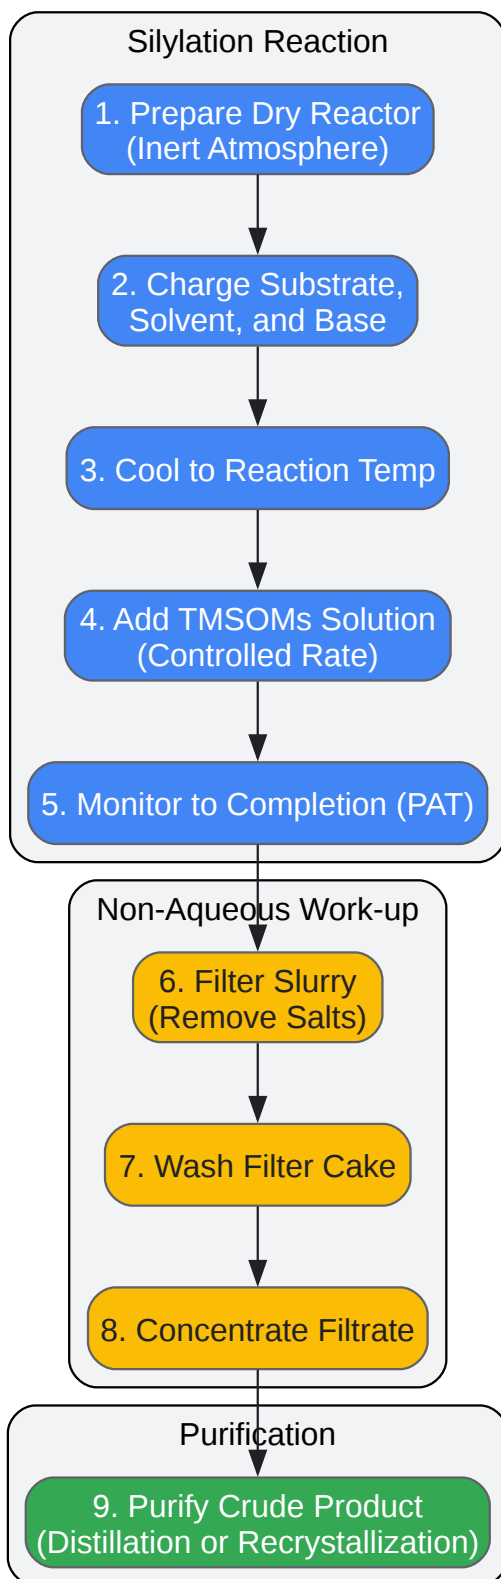 Silylation Reaction
1. Prepare Dry Reactor
(Inert Atmosphere)
2. Charge Substrate,
Solvent, and Base
3. Cool to Reaction Temp
4. Add TMSOMs Solution
(Controlled Rate)
5. Monitor to Completion (PAT)
Non-Aqueous Work-up
6. Filter Slurry
(Remove Salts)
7. Wash Filter Cake
8. Concentrate Filtrate
Purification
9. Purify Crude Product
(Distillation or Recrystallization)